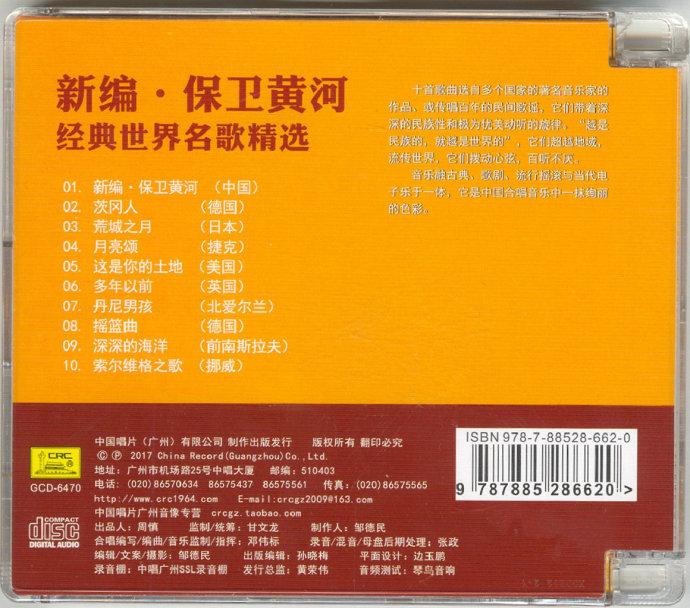 新编·保卫黄河
经典世界名歌精选
01. 新编·保卫黄河 （中国）
02. 茨冈人 （德国）
03. 荒城之月 （日本）
04. 月亮颂 （捷克）
05. 这是你的土地 （美国）
06. 多年以前 （英国）
07. 丹尼男孩 （北爱尔兰）
08. 摇篮曲 （德国）
09. 深深的海洋 （前南斯拉夫）
10. 索尔维格之歌 （挪威）
十首歌曲选自多个国家的著名音乐家的
作品、或传唱百年的民间歌谣，它们带着深
深的民族性和极为优美动听的旋律。“越是
民族的，就越是世界的”，它们超越地域，
流传世界，它们拨动心弦，百听不厌。
音乐融古典、歌剧、流行摇滚与当代电
子乐于一体，它是中国合唱音乐中一抹绚丽
的色彩。
CRC
GCD-6470
COMPACT
disc
DIGITAL AUDIO
中国唱片（广州）有限公司 制作出版发行 版权所有 翻印必究
Ⓒ Ⓟ 2017 China Record(Guangzhou)Co.,Ltd.
地址：广州市机场路25号中唱大厦 邮编：510403
电话：(020)86570634 86575437 86575561 传真：(020)86575565
http://www.crc1964.com E-mail:crcgz2009@163.com
中国唱片广州音像专营 crcgz.taobao.com
出品人：周慎 监制/统筹：甘文龙 制作人：邹德民
合唱编写/编曲/音乐监制/指挥：邓伟标 录音/混音/母盘后期处理：张政
编辑/文案/摄影：邹德民 出版编辑：孙晓梅 平面设计：边玉鹏
录音棚：中唱广州SSL录音棚 发行总监：黄荣伟 音频测试：琴鸟音响
ISBN 978-7-88528-662-0
9 787885 286620 >